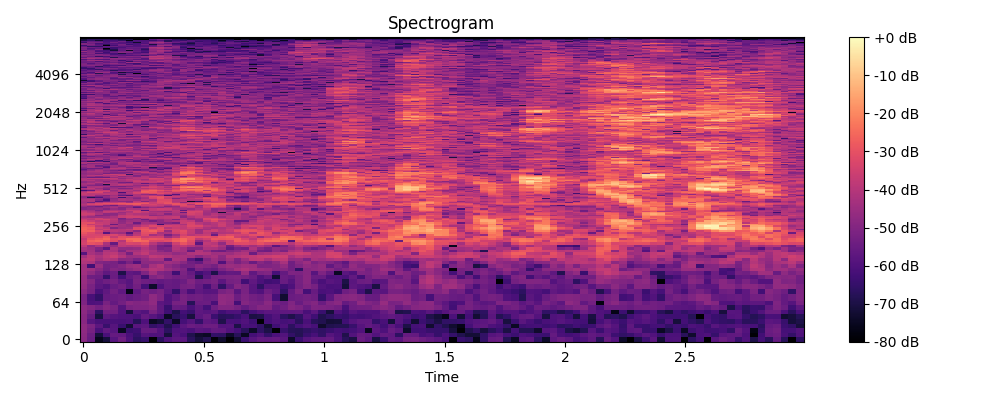 Spectrogram
+0 dB
4096
-10 dB
2048
-20 dB
1024
-30 dB
Hz
512
-40 dB
256
-50 dB
128
-60 dB
64
-70 dB
0
-80 dB
0 0.5 1 1.5 2 2.5
Time